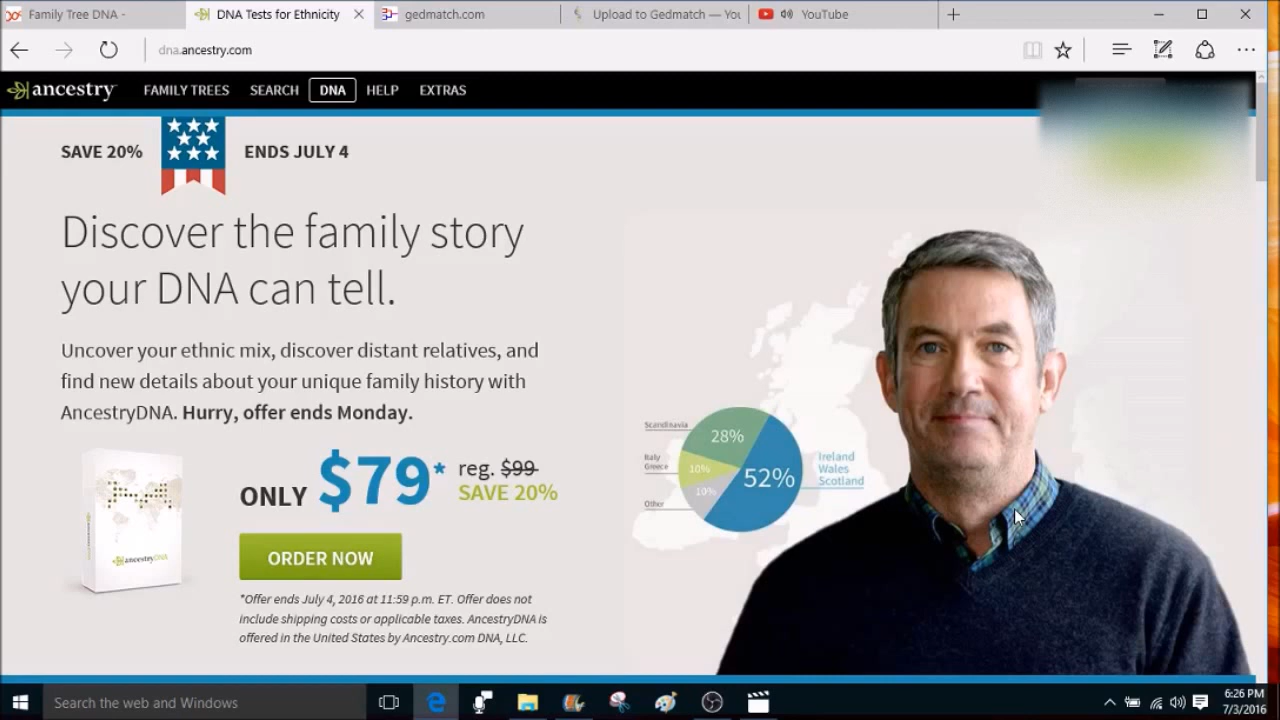 Family Tree DNA -
DNA Tests for Ethnicity
gedmatch.com
Upload to Gedmatch — You
YouTube
dna.ancestry.com
ancestry
FAMILY TREES
SEARCH
DNA
HELP
EXTRAS
SAVE 20%
ENDS JULY 4
Discover the family story
your DNA can tell.
Uncover your ethnic mix, discover distant relatives, and
find new details about your unique family history with
AncestryDNA. Hurry, offer ends Monday.
Scandinavia
28%
Italy
Greece
10%
52%
Ireland
Wales
Scotland
10%
Other
ONLY $79* reg. $99
SAVE 20%
ancestryDNA
ORDER NOW
*Offer ends July 4, 2016 at 11:59 p.m. ET. Offer does not
include shipping costs or applicable taxes. AncestryDNA is
offered in the United States by Ancestry.com DNA, LLC.
Search the web and Windows
6:26 PM
7/3/2016